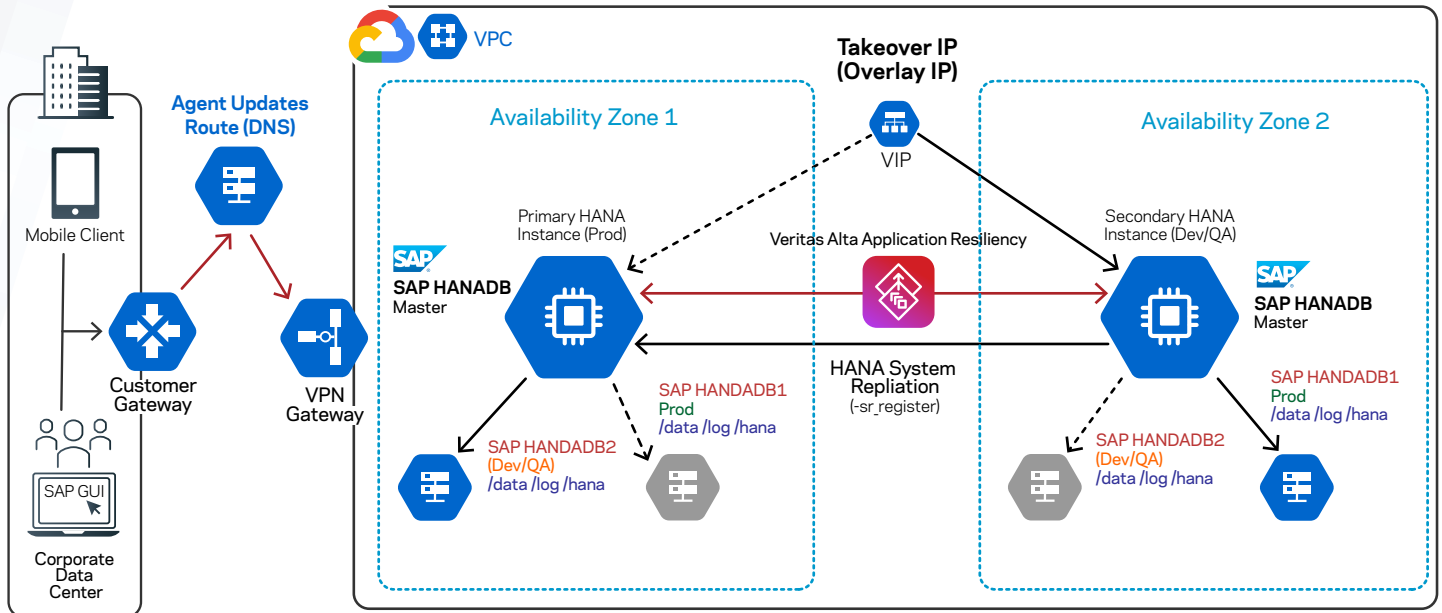 VPC
Takeover IP
(Overlay IP)
Agent Updates
Route (DNS)
Availability Zone 1
Availability Zone 2
VIP
Mobile Client
Primary HANA
Instance (Prod)
Secondary HANA
Instance (Dev/QA)
Veritas Alta Application Resiliency
SAP
SAP HANADB
Master
SAP
SAP HANADB
Master
Customer
Gateway
VPN
Gateway
HANA System
Repliation
(-sr_register)
SAP HANDADB1
Prod
/data /log /hana
SAP HANDADB1
Prod
/data /log /hana
SAP HANDADB2
(Dev/QA)
/data /log /hana
SAP HANDADB2
(Dev/QA)
/data /log /hana
SAP GUI
Corporate
Data
Center